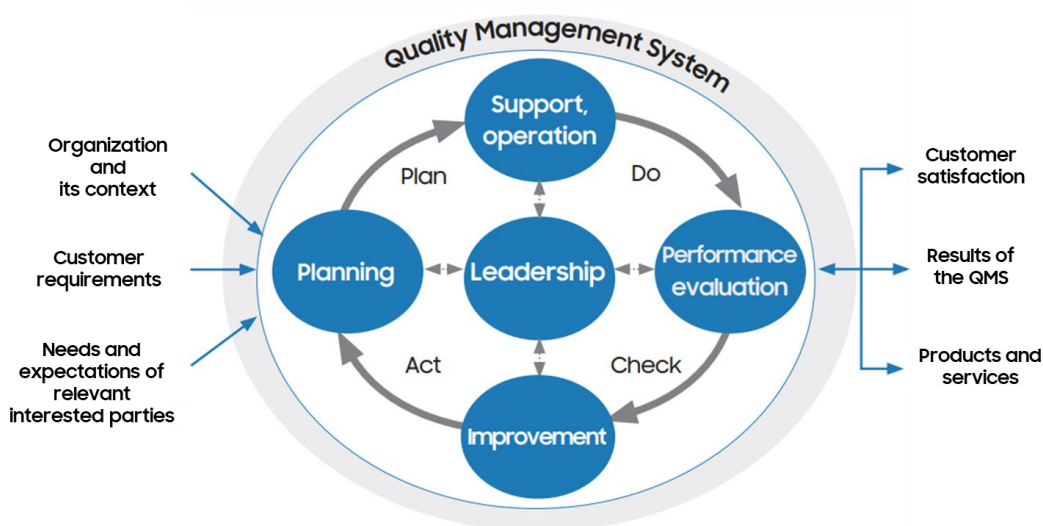 Quality Management System
Organization
and
its context
Customer
requirements
Needs and
expectations of
relevant
interested parties
Support,
operation
Plan
Do
Planning
Leadership
Performance
evaluation
Act
Check
Improvement
Customer
satisfaction
Results of
the QMS
Products and
services